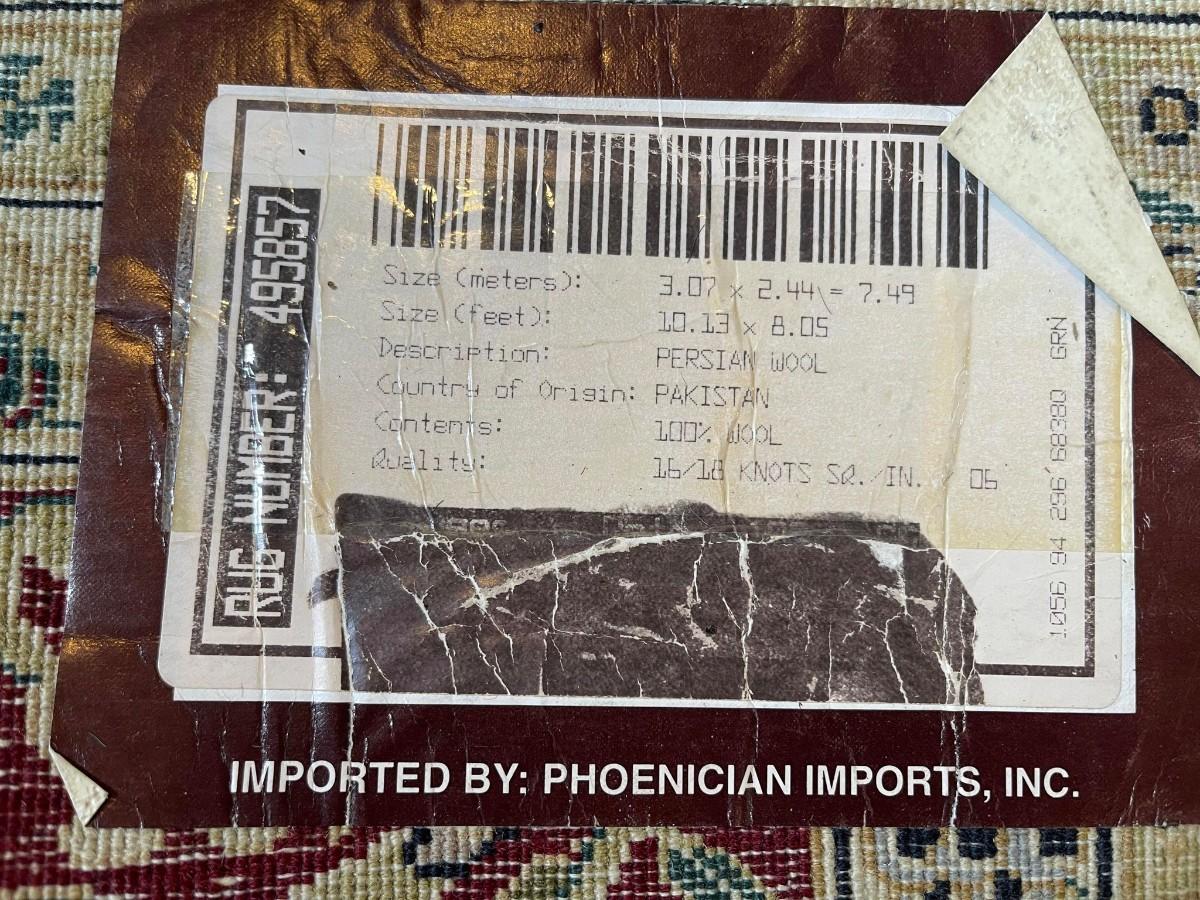 RUG NUMBER: 495857
Size (meters): 3.07 x 2.44 = 7.49
Size (feet): 10.13 x 8.05
Description: PERSIAN WOOL
Country of Origin: PAKISTAN
Contents: 100% WOOL
Quality: 16/18 KNOTS SQ./IN. 06
1056 94 296 68380 GRN
IMPORTED BY: PHOENICIAN IMPORTS, INC.